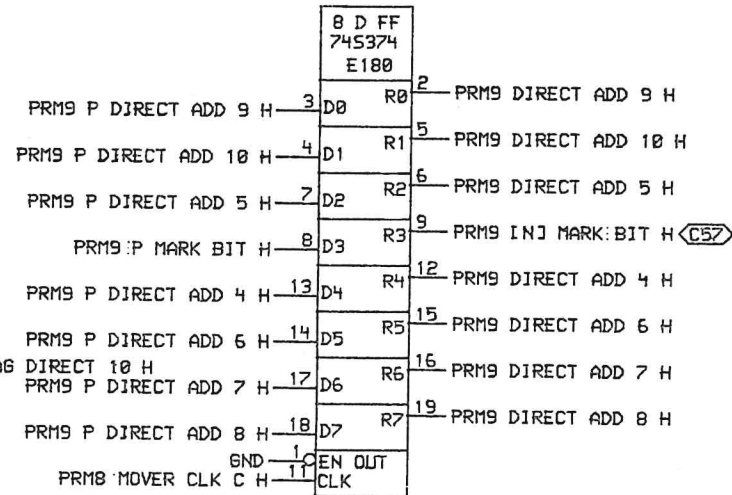 8 D FF
74S374
E180
PRM9 P DIRECT ADD 9 H 3 D0 R0 2 PRM9 DIRECT ADD 9 H
PRM9 P DIRECT ADD 10 H 4 D1 R1 5 PRM9 DIRECT ADD 10 H
PRM9 P DIRECT ADD 5 H 7 D2 R2 6 PRM9 DIRECT ADD 5 H
PRM9 P MARK BIT H 8 D3 R3 9 PRM9 INJ MARK BIT H C57
PRM9 P DIRECT ADD 4 H 13 D4 R4 12 PRM9 DIRECT ADD 4 H
PRM9 P DIRECT ADD 6 H 14 D5 R5 15 PRM9 DIRECT ADD 6 H
DIRECT 10 H
PRM9 P DIRECT ADD 7 H 17 D6 R6 16 PRM9 DIRECT ADD 7 H
PRM9 P DIRECT ADD 8 H 18 D7 R7 19 PRM9 DIRECT ADD 8 H
GND 1 EN OUT
PRM8 MOVER CLK C H 11 CLK